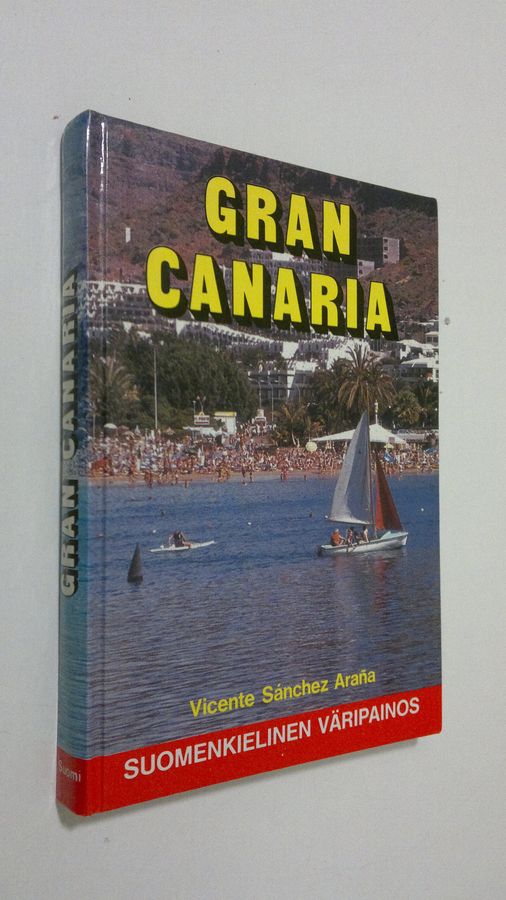 GRAN
CANARIA
Vicente Sánchez Araña
SUOMENKIELINEN VÄRIPAINOS
GRAN CANARIA
Suomi